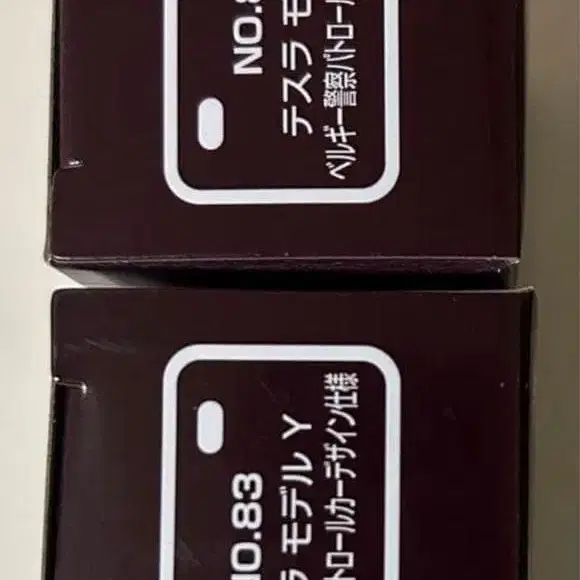 NO.8
テスラ モ
ベルギー警察パトロール
O.83
ラ モデル Y
トロールカーデザイン仕様